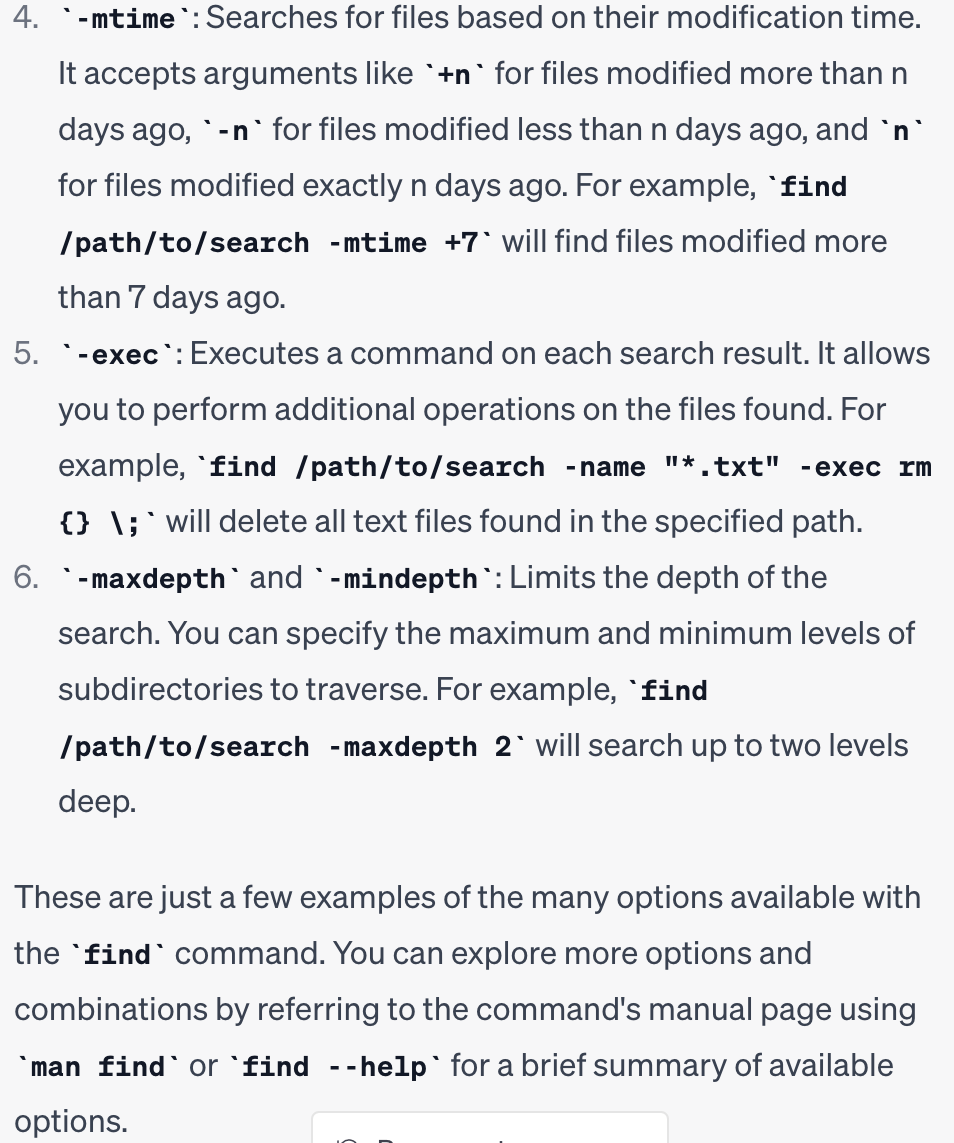 4. `-mtime`: Searches for files based on their modification time.
It accepts arguments like `+n` for files modified more than n
days ago, `-n` for files modified less than n days ago, and `n`
for files modified exactly n days ago. For example, `find
/path/to/search -mtime +7` will find files modified more
than 7 days ago.
5. `-exec`: Executes a command on each search result. It allows
you to perform additional operations on the files found. For
example, `find /path/to/search -name "*.txt" -exec rm
{} \;` will delete all text files found in the specified path.
6. `-maxdepth` and `-mindepth`: Limits the depth of the
search. You can specify the maximum and minimum levels of
subdirectories to traverse. For example, `find
/path/to/search -maxdepth 2` will search up to two levels
deep.
These are just a few examples of the many options available with
the `find` command. You can explore more options and
combinations by referring to the command's manual page using
`man find` or `find --help` for a brief summary of available
options.